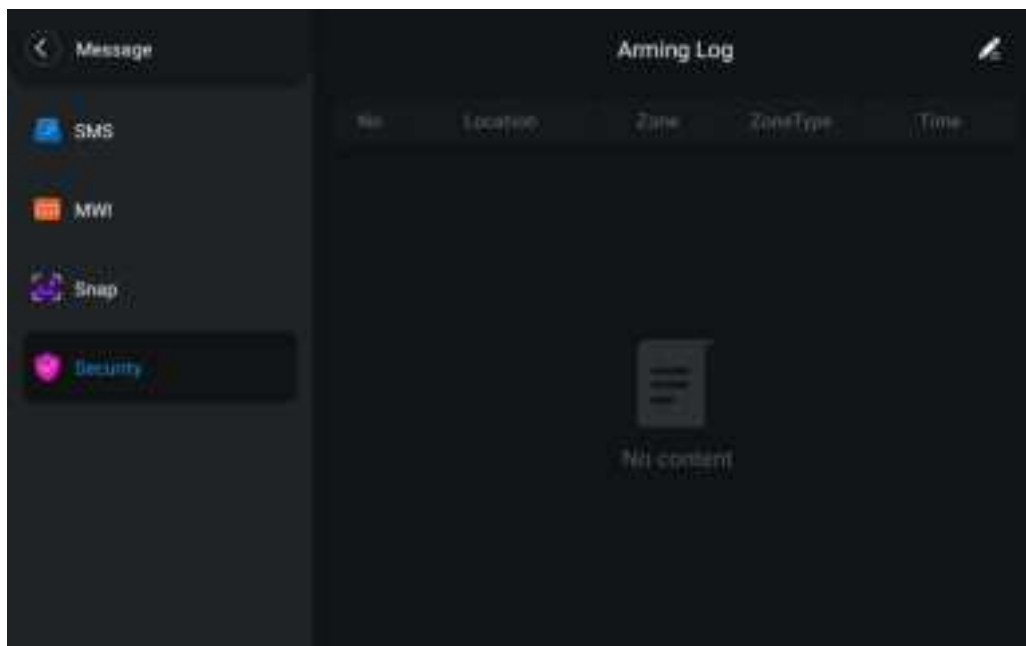 Message
Arming Log
SMS
No Location Zone ZoneType Time
MWI
Snap
Security
No content